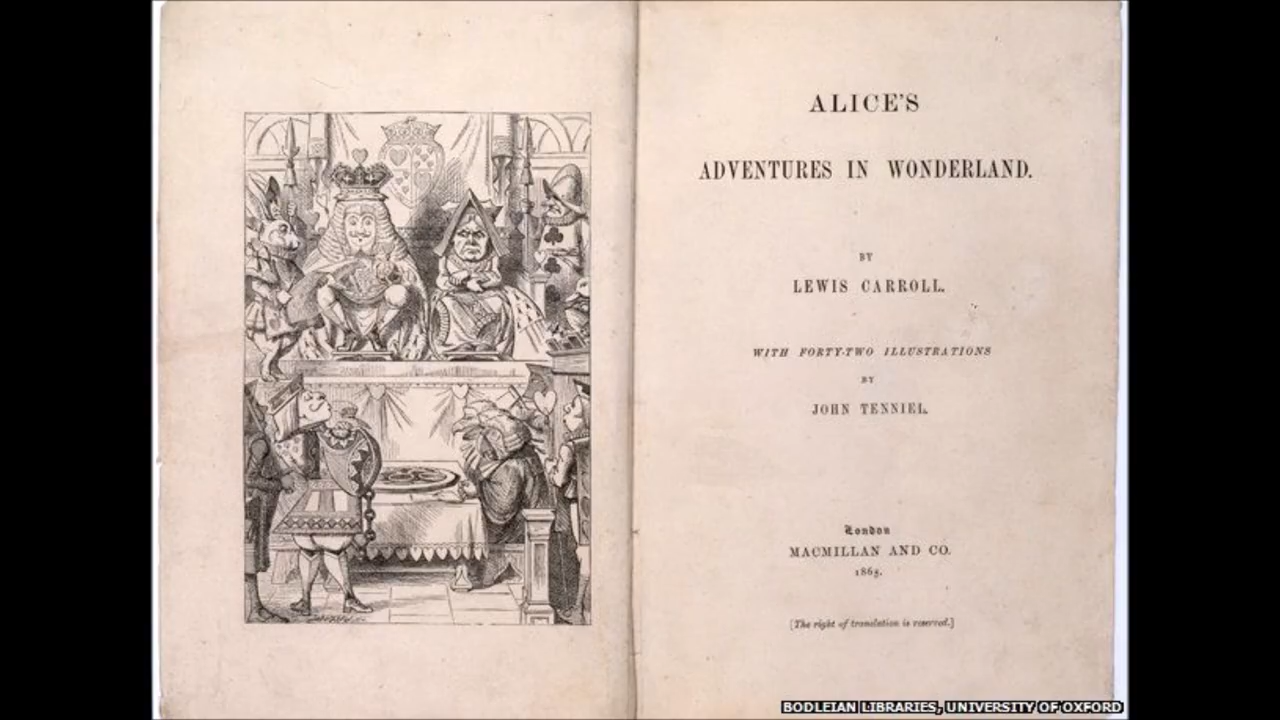 ALICE'S
ADVENTURES IN WONDERLAND.
BY
LEWIS CARROLL.
WITH FORTY-TWO ILLUSTRATIONS
BY
JOHN TENNIEL.
London
MACMILLAN AND CO.
1865.
[The right of translation is reserved.]
BODLEIAN LIBRARIES, UNIVERSITY OF OXFORD